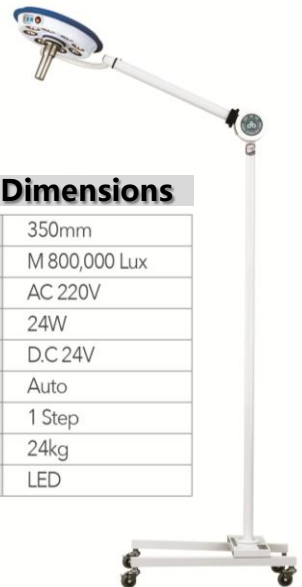 Dimensions
350mm
M 800,000 Lux
AC 220V
24W
D.C 24V
Auto
1 Step
24kg
LED